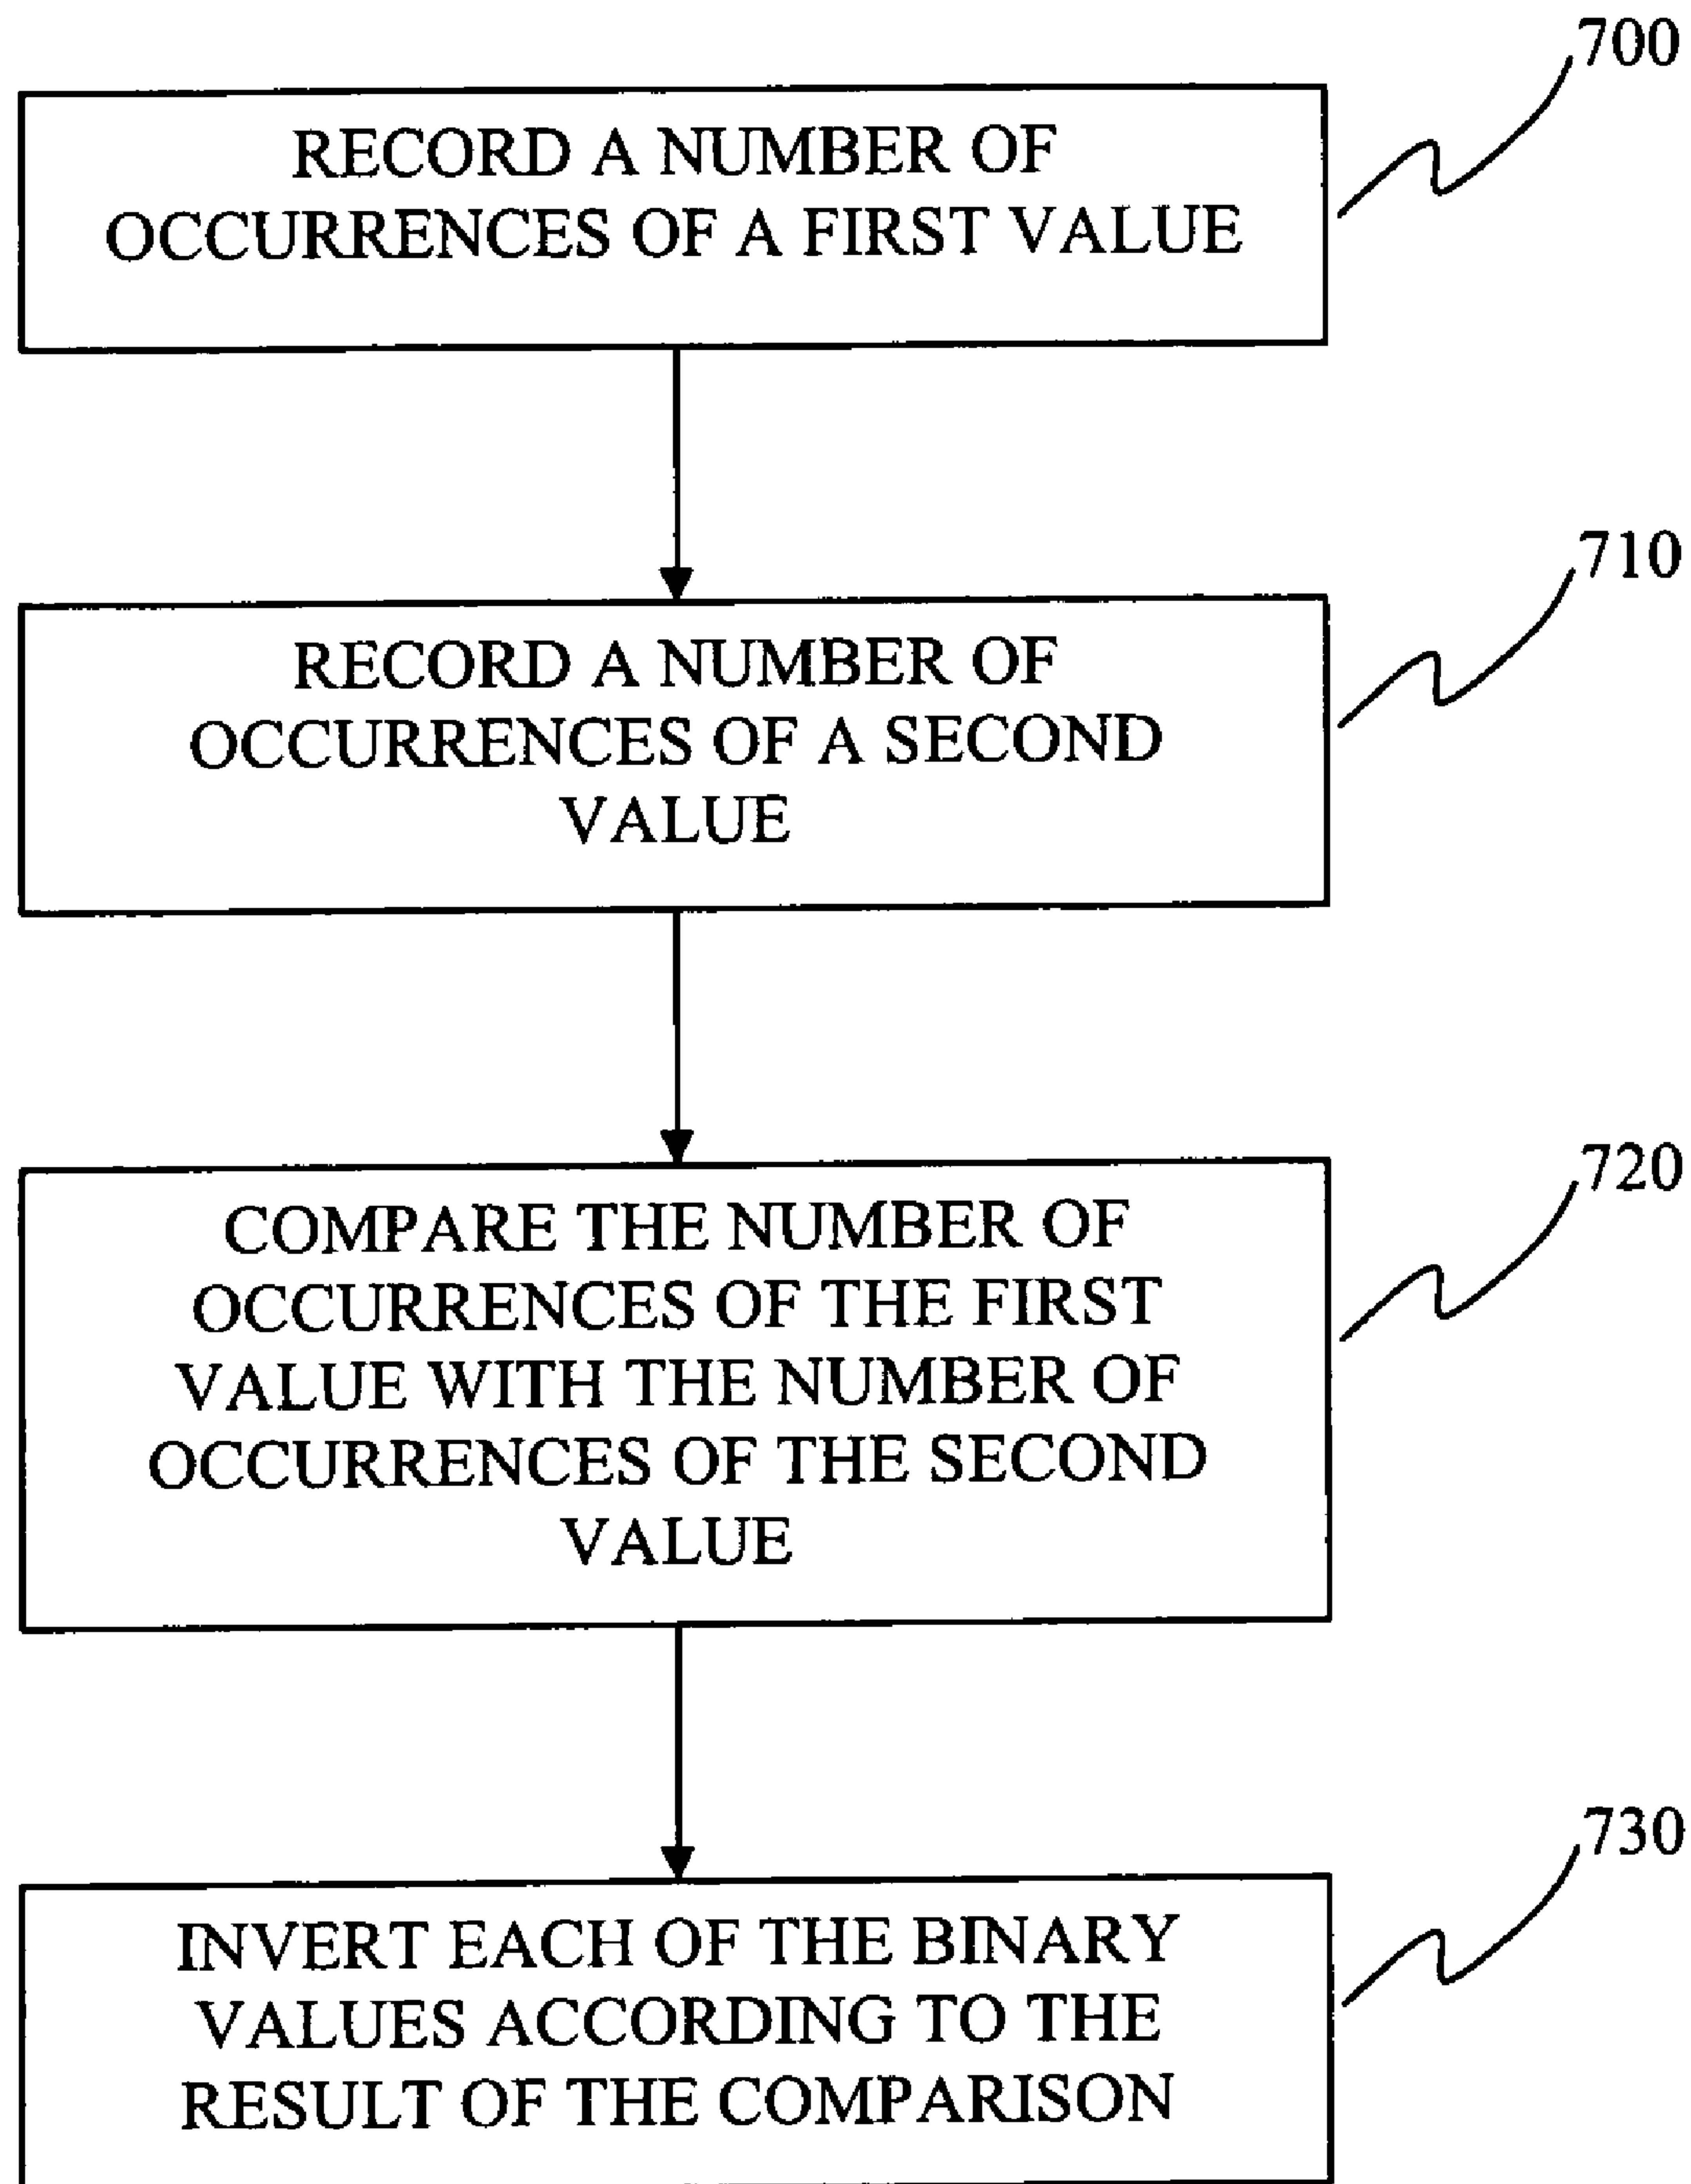 700
RECORD A NUMBER OF
OCCURRENCES OF A FIRST VALUE
710
RECORD A NUMBER OF
OCCURRENCES OF A SECOND
VALUE
720
COMPARE THE NUMBER OF
OCCURRENCES OF THE FIRST
VALUE WITH THE NUMBER OF
OCCURRENCES OF THE SECOND
VALUE
730
INVERT EACH OF THE BINARY
VALUES ACCORDING TO THE
RESULT OF THE COMPARISON